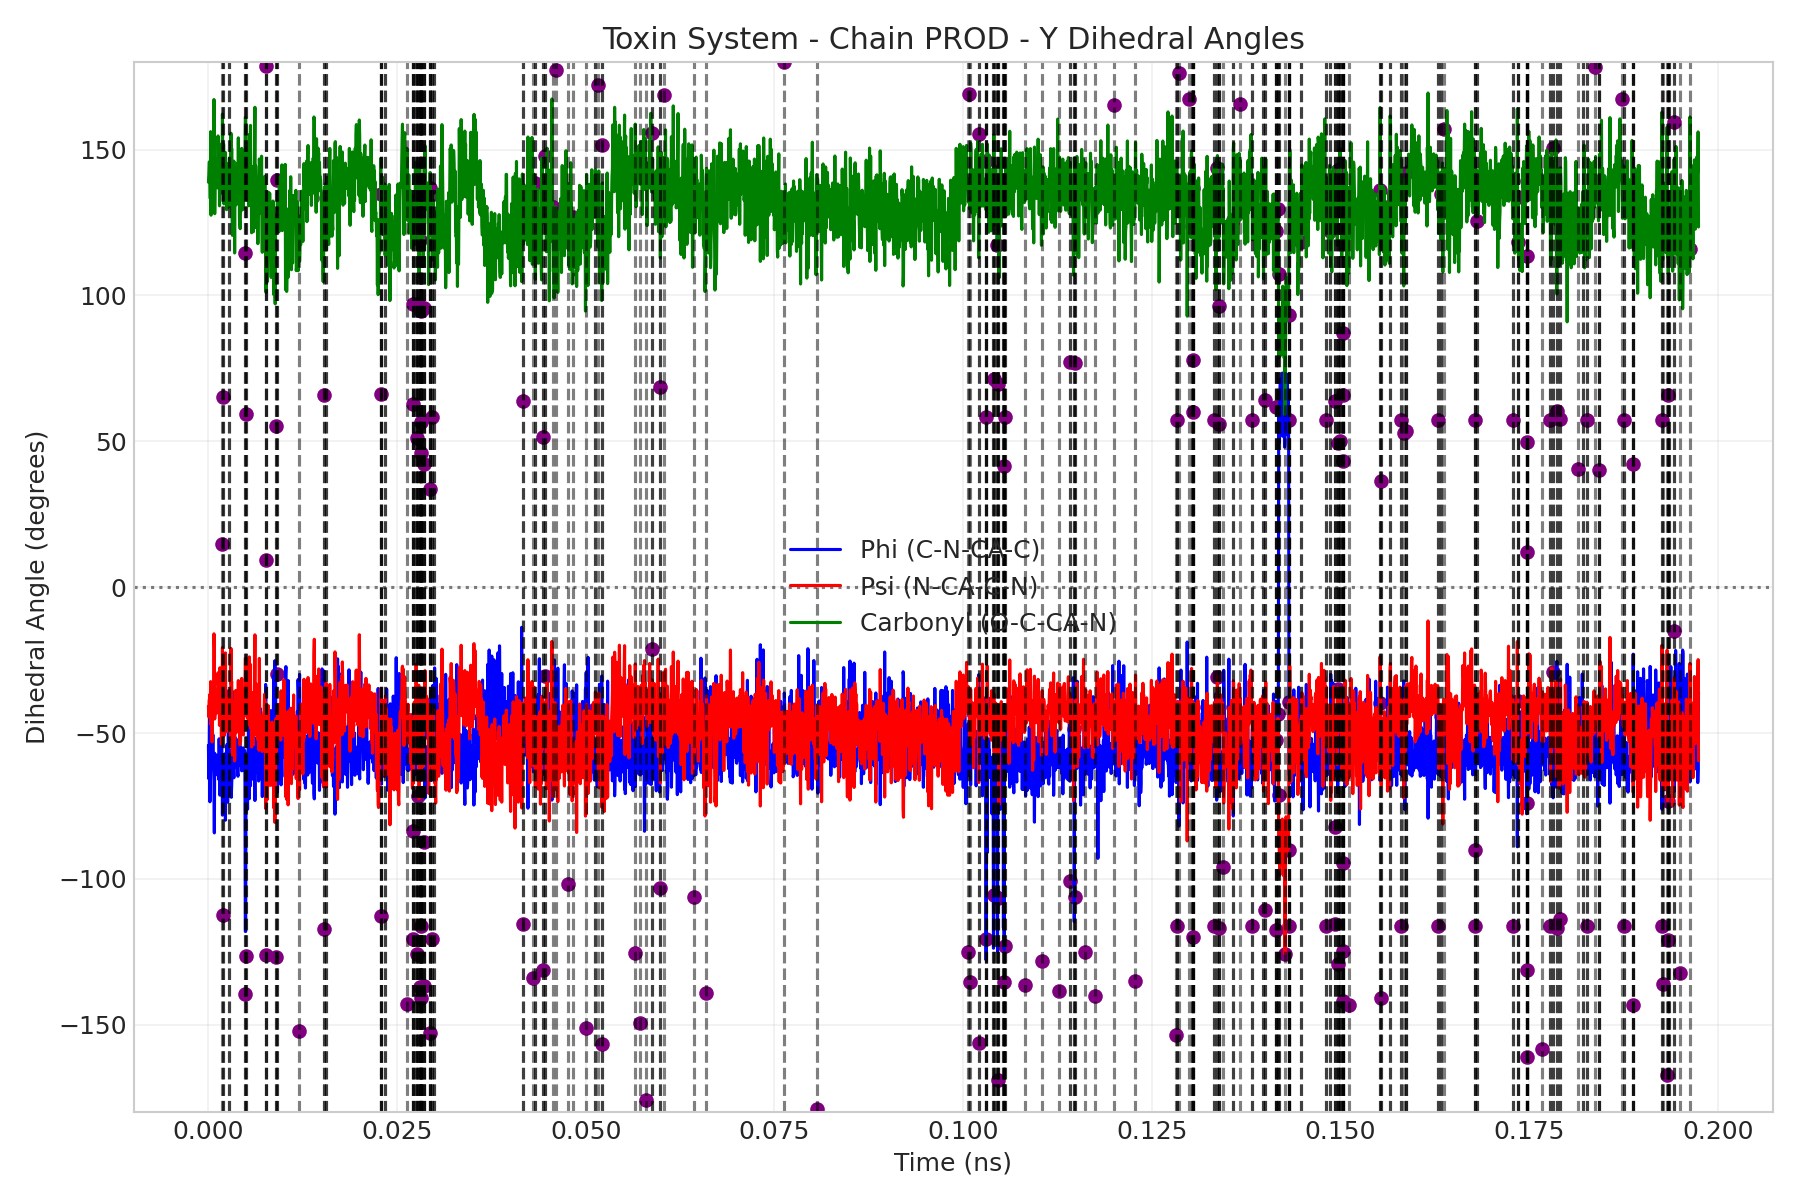 Toxin System - Chain PROD - Y Dihedral Angles
Dihedral Angle (degrees)
150
100
50
0
−50
−100
−150
Phi (C-N-CA-C)
Psi (N-CA-C-N)
Carbonyl (O-C-CA-N)
0.000 0.025 0.050 0.075 0.100 0.125 0.150 0.175 0.200
Time (ns)